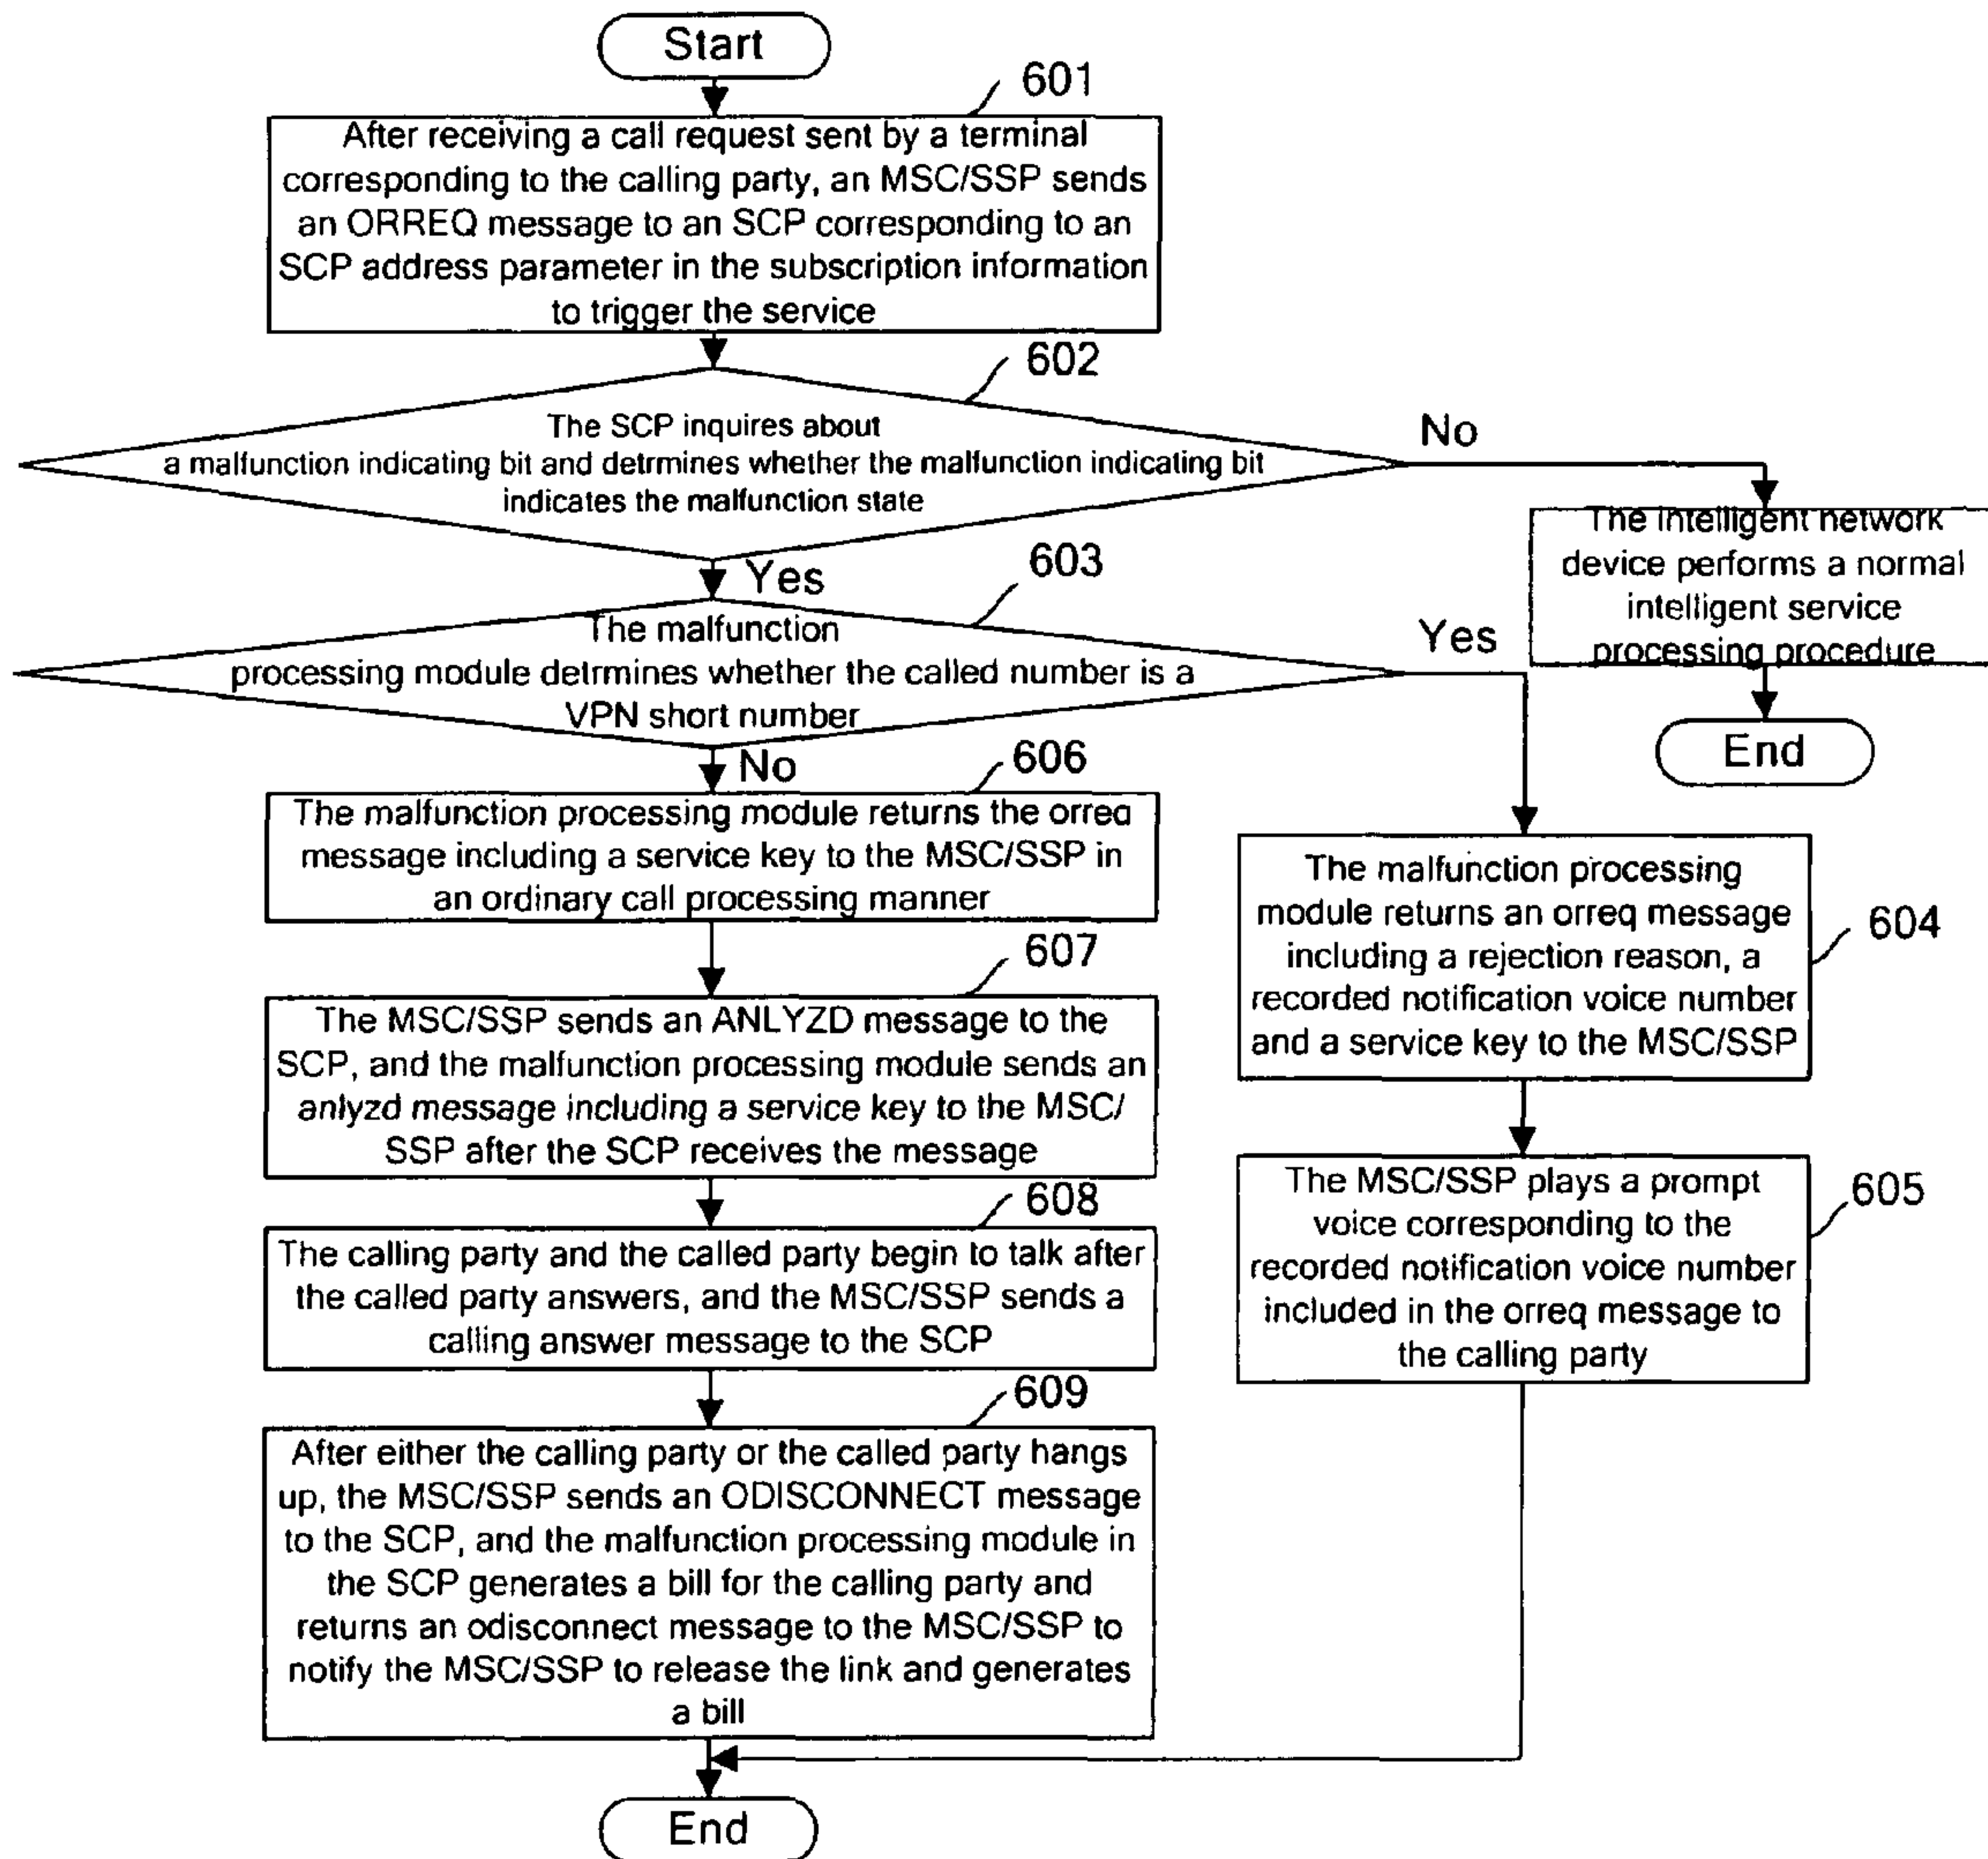 Start
601
After receiving a call request sent by a terminal
corresponding to the calling party, an MSC/SSP sends
an ORREQ message to an SCP corresponding to an
SCP address parameter in the subscription information
to trigger the service
602
The SCP inquires about
a malfunction indicating bit and detrmines whether the malfunction indicating bit
indicates the malfunction state
No
The intelligent network
device performs a normal
intelligent service
processing procedure
End
Yes
603
The malfunction
processing module detrmines whether the called number is a
VPN short number
Yes
No
606
The malfunction processing module returns the orreq
message including a service key to the MSC/SSP in
an ordinary call processing manner
607
The MSC/SSP sends an ANLYZD message to the
SCP, and the malfunction processing module sends an
anlyzd message including a service key to the MSC/
SSP after the SCP receives the message
608
The calling party and the called party begin to talk after
the called party answers, and the MSC/SSP sends a
calling answer message to the SCP
609
After either the calling party or the called party hangs
up, the MSC/SSP sends an ODISCONNECT message
to the SCP, and the malfunction processing module in
the SCP generates a bill for the calling party and
returns an odisconnect message to the MSC/SSP to
notify the MSC/SSP to release the link and generates
a bill
The malfunction processing
module returns an orreq message
including a rejection reason, a
recorded notification voice number
and a service key to the MSC/SSP
604
The MSC/SSP plays a prompt
voice corresponding to the
recorded notification voice number
included in the orreq message to
the calling party
605
End